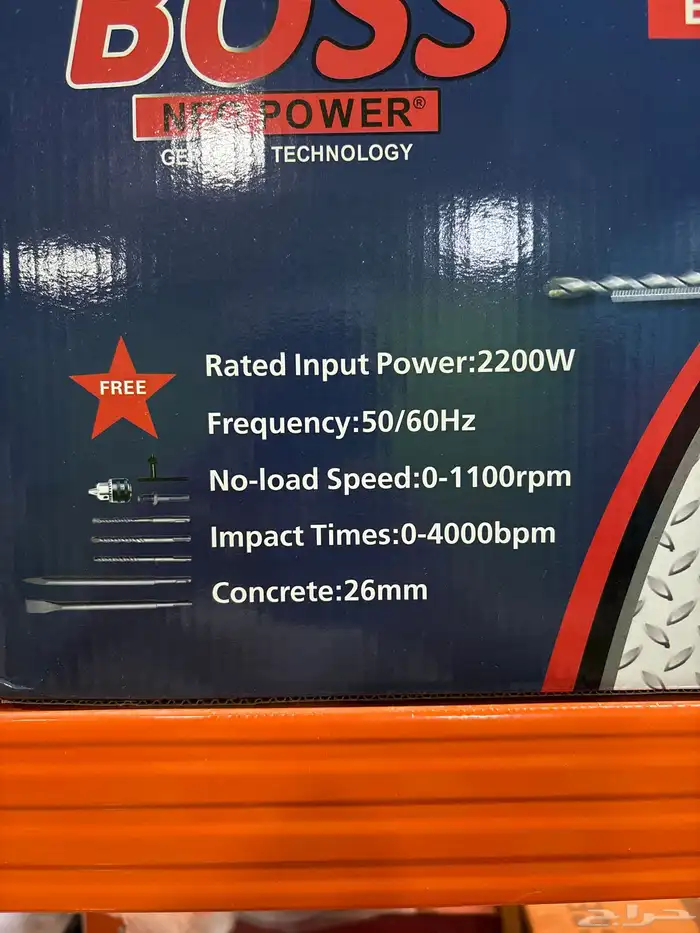 BOSS
NEO POWER®
TECHNOLOGY
FREE
Rated Input Power:2200W
Frequency:50/60Hz
No-load Speed:0-1100rpm
Impact Times:0-4000bpm
Concrete:26mm
حراج